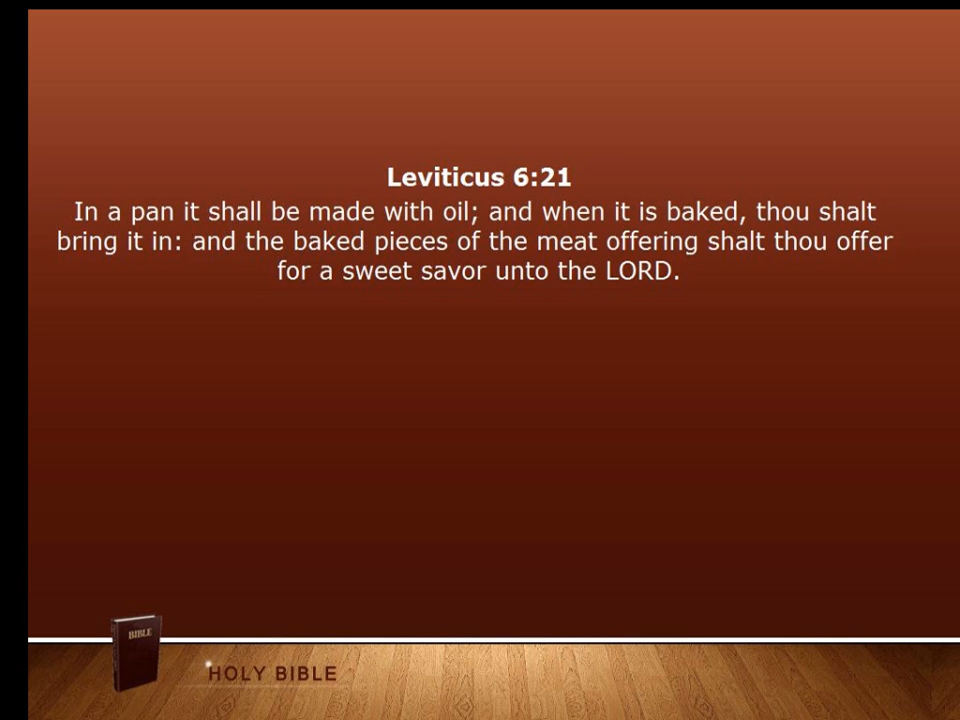 Leviticus 6:21
In a pan it shall be made with oil; and when it is baked, thou shalt
bring it in: and the baked pieces of the meat offering shalt thou offer
for a sweet savor unto the LORD.
BIBLE
HOLY BIBLE